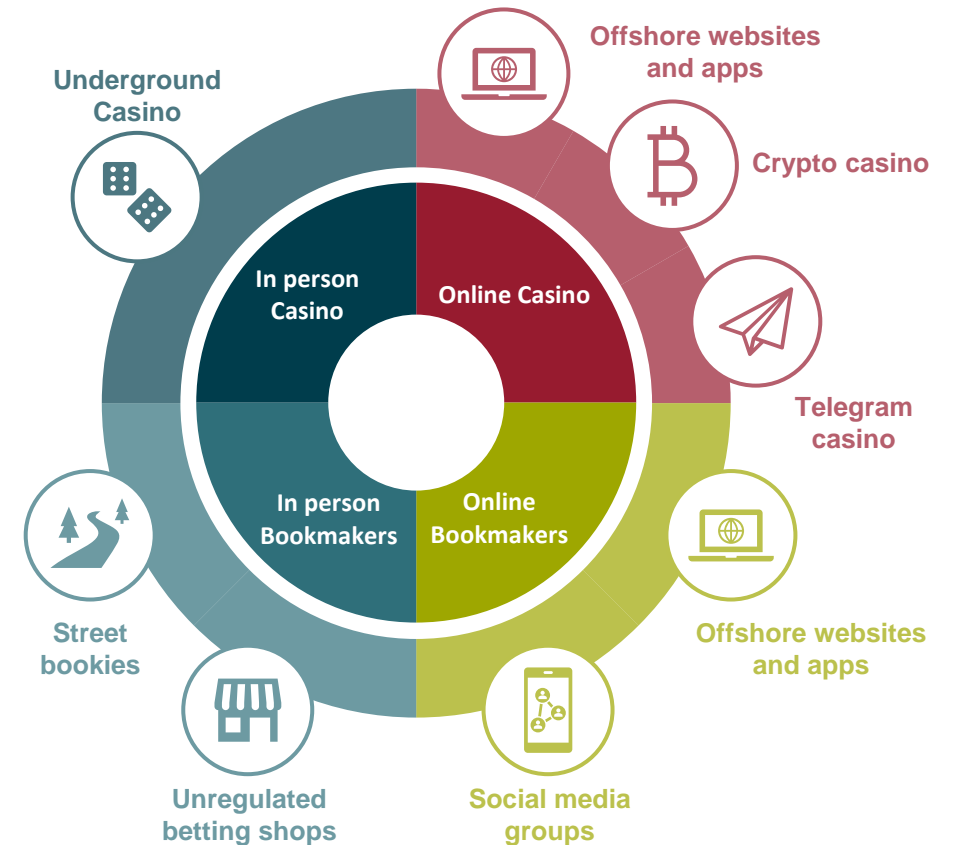 Offshore websites
and apps
Underground
Casino
Crypto casino
In person
Casino
Online Casino
Telegram
casino
In person
Bookmakers
Online
Bookmakers
Street
bookies
Offshore websites
and apps
Unregulated
betting shops
Social media
groups